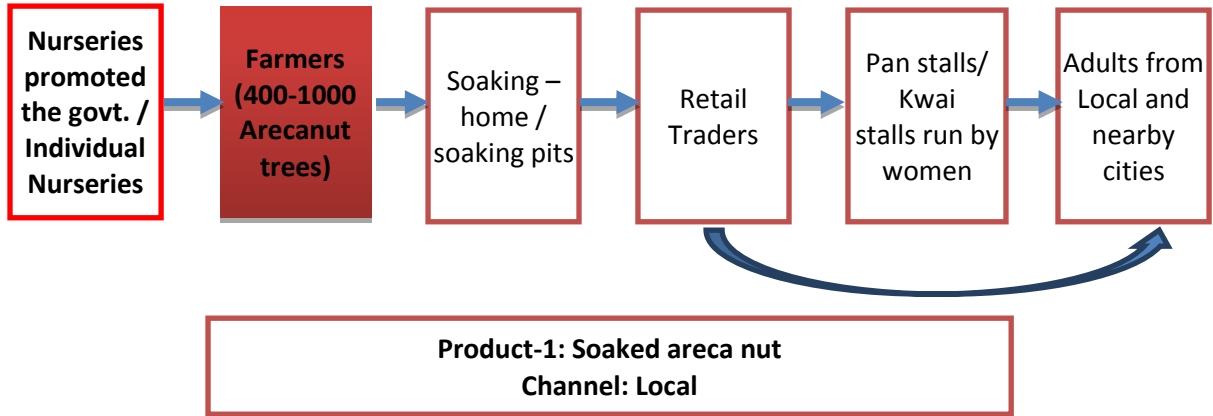 Nurseries
promoted
the govt. /
Individual
Nurseries
Farmers
(400-1000
Arecanut
trees)
Soaking –
home /
soaking pits
Retail
Traders
Pan stalls/
Kwai
stalls run by
women
Adults from
Local and
nearby
cities
Product-1: Soaked areca nut
Channel: Local